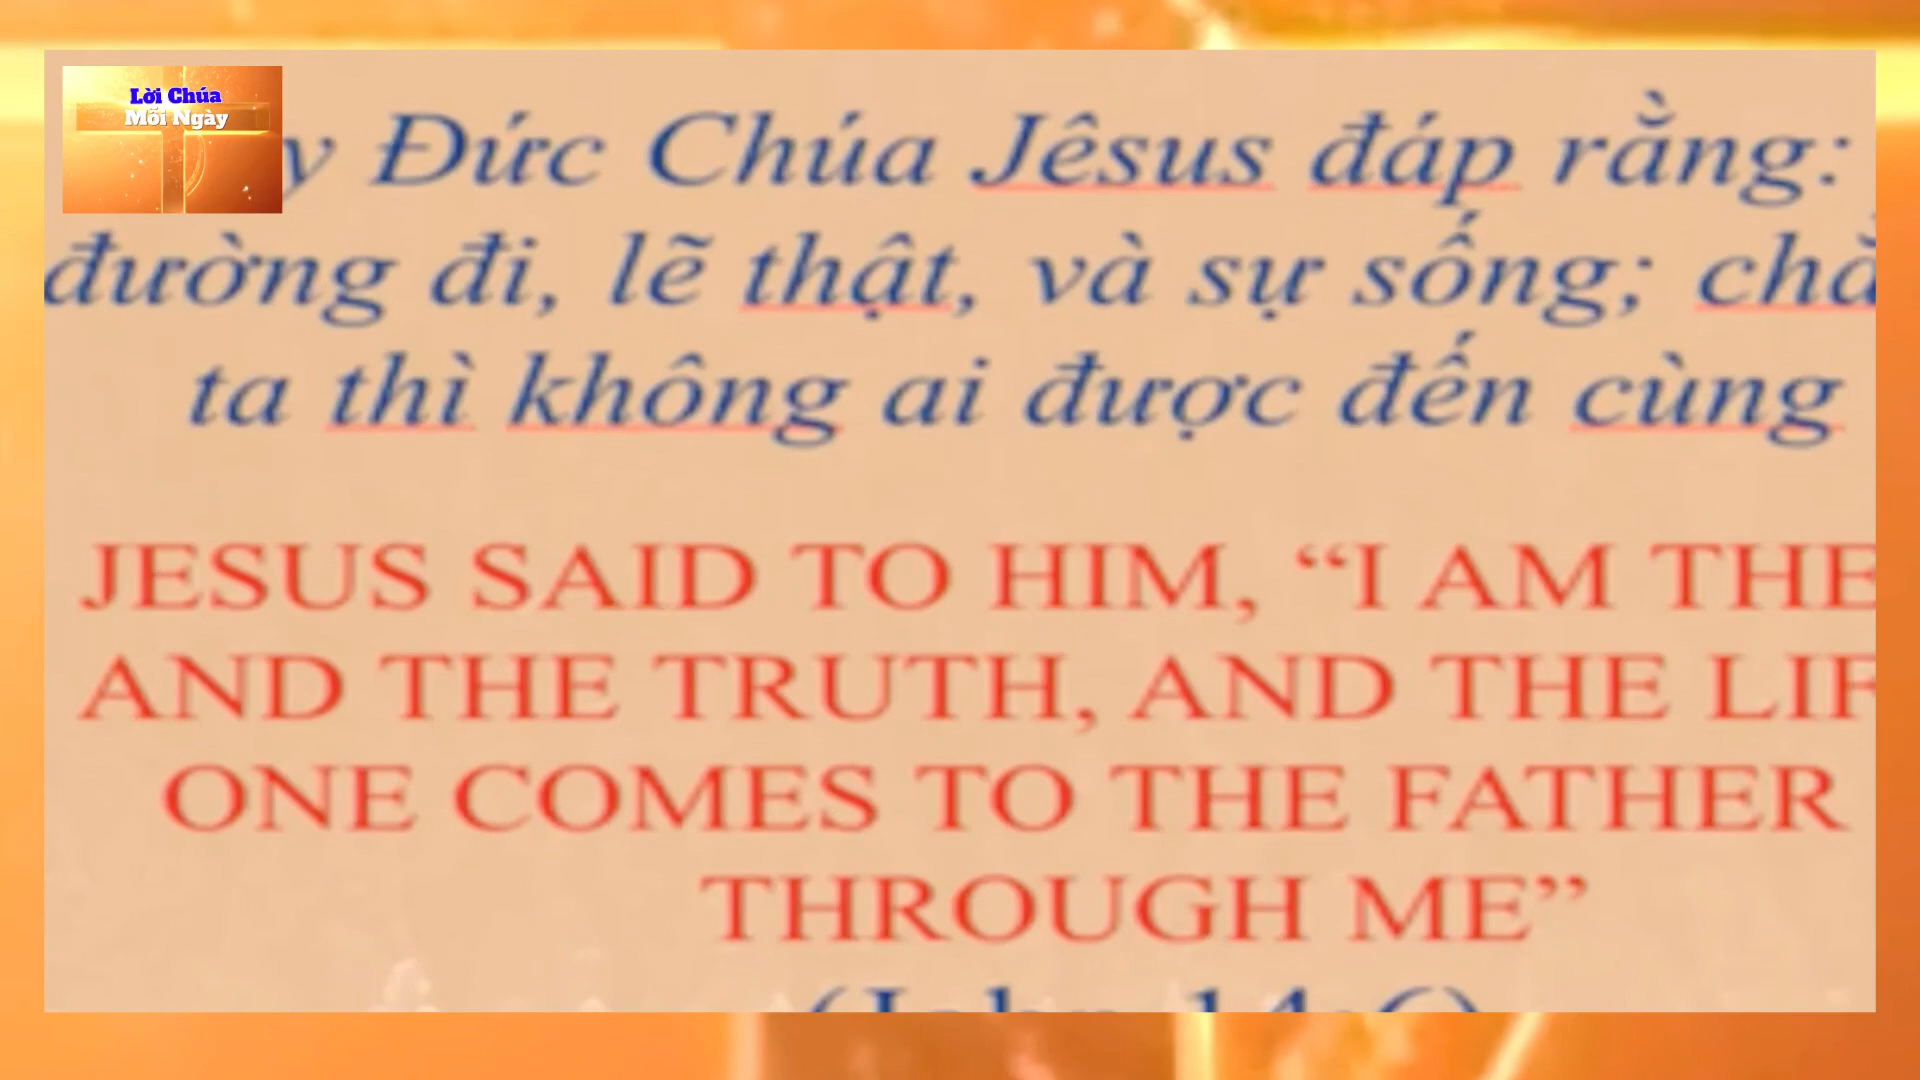 Lời Chúa
Mỗi Ngày
y Đức Chúa Jêsus đáp rằng:
đường đi, lẽ thật, và sự sống;
ta thì không ai được đến cùng
JESUS SAID TO HIM, “I AM THE
AND THE TRUTH, AND THE LIF
ONE COMES TO THE FATHER
THROUGH ME”